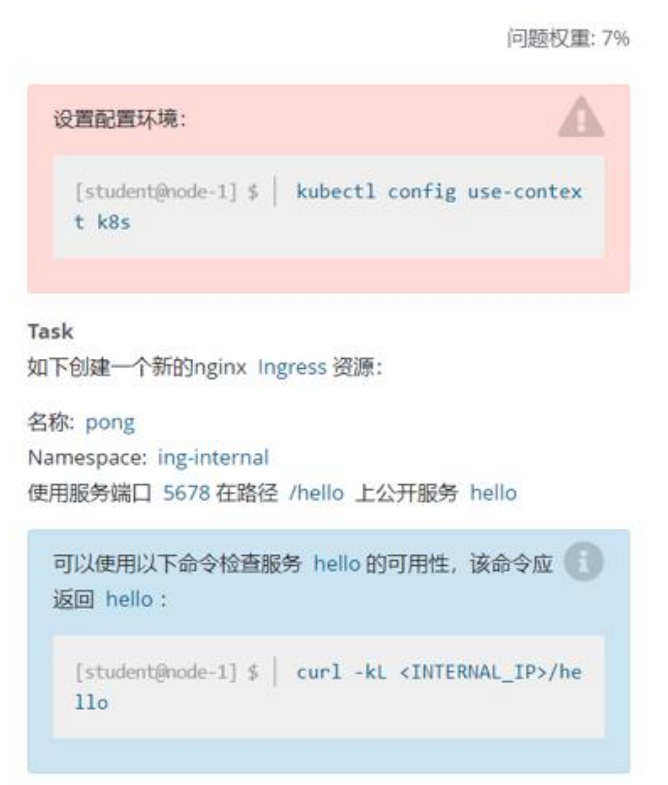 问题权重: 7%
设置配置环境:
[student@node-1] $ | kubectl config use-contex
t k8s
Task
如下创建一个新的nginx Ingress 资源:
名称: pong
Namespace: ing-internal
使用服务端口 5678 在路径 /hello 上公开服务 hello
可以使用以下命令检查服务 hello 的可用性，该命令应
返回 hello：
[student@node-1] $ | curl -kL <INTERNAL_IP>/he
llo